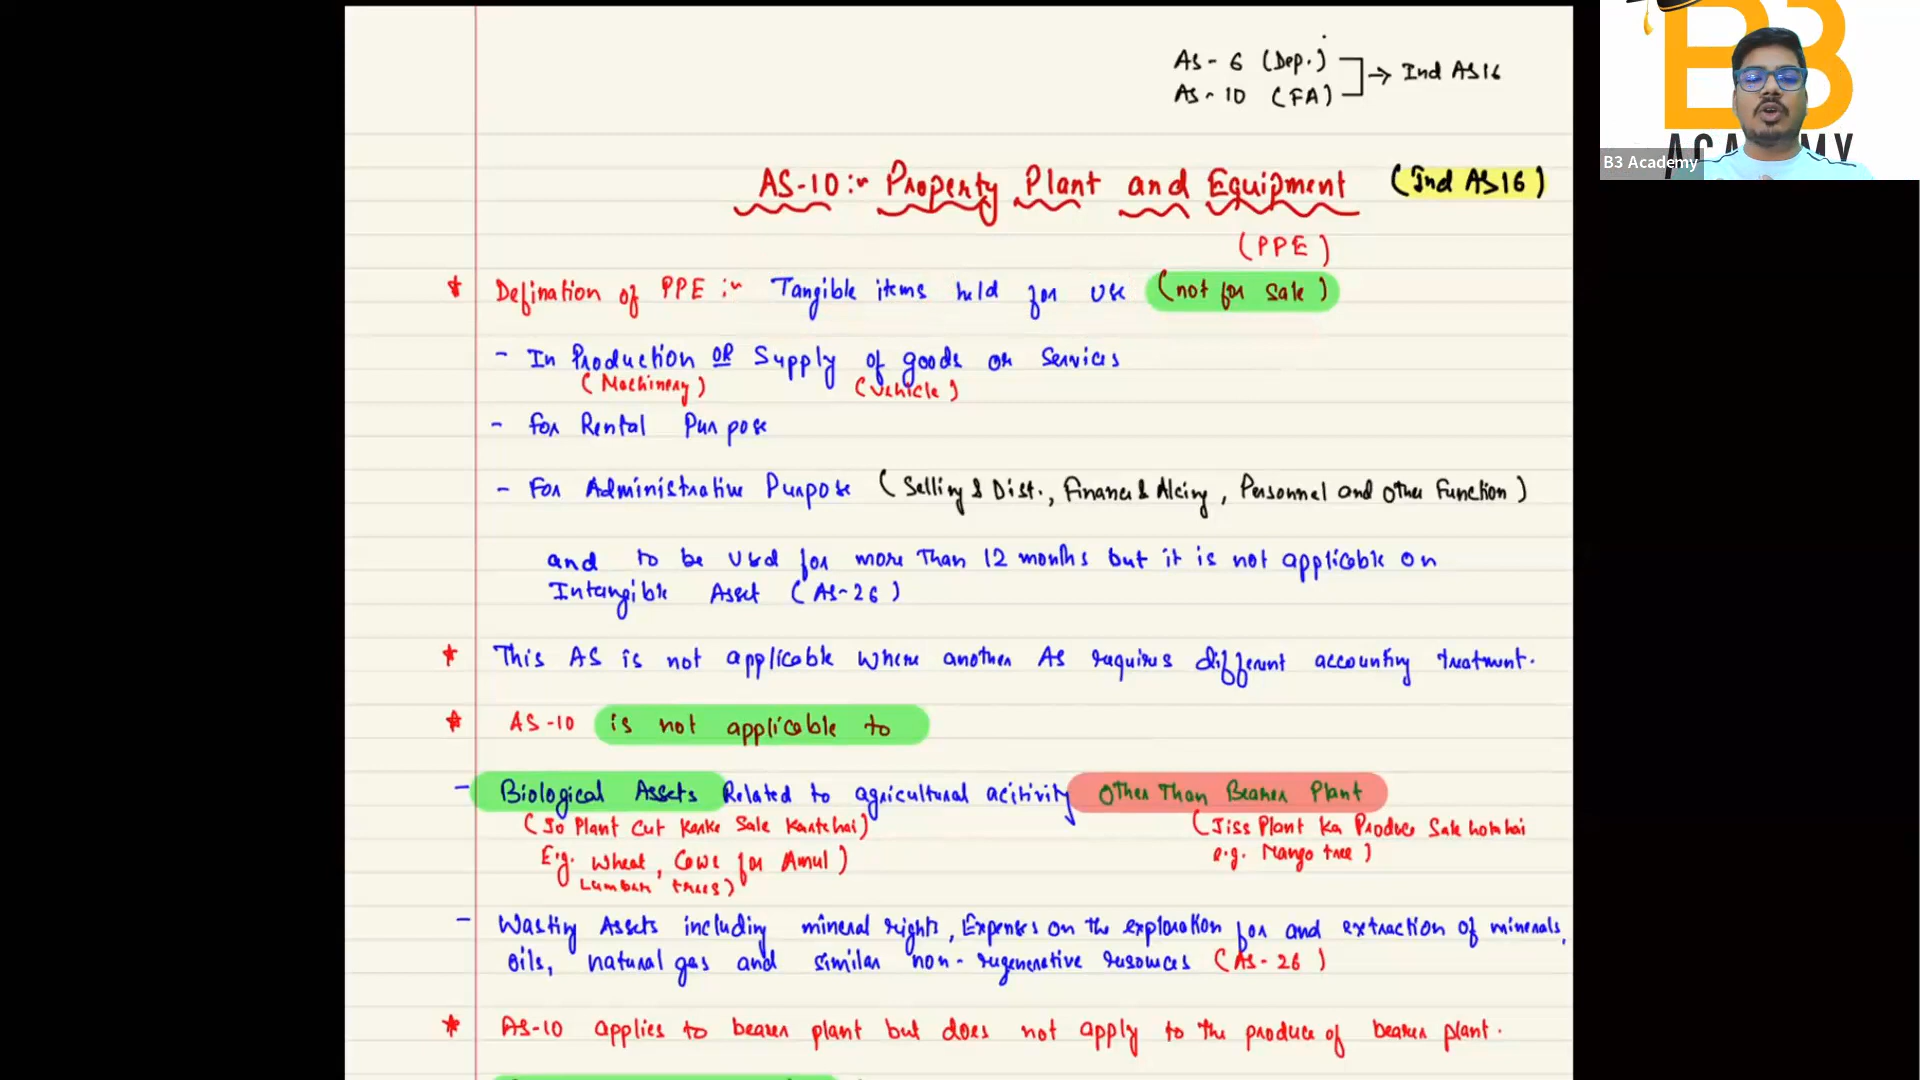 AS - 6 (Dep.)
AS - 10 (FA)
→ Ind AS16
B3
ACADEMY
B3 Academy
AS-10 :- Property Plant and Equipment (Ind AS16)
(PPE)
* Defination of PPE :- Tangible items held for use (not for sale)
- In Production OR Supply of goods or Services
(Machinery) (Vehicle)
- For Rental Purpose
- For Administrative Purpose (Selling & Dist., Finance & A/cing, Personnel and Other Function)
and to be used for more Than 12 months but it is not applicable on
Intangible Asset (AS-26)
* This AS is not applicable where another AS requires different accounting treatment.
* AS-10 is not applicable to
- Biological Assets Related to agricultural acitivity Other Than Bearer Plant
(Jo Plant Cut Karke Sale Karte hai) (Jiss Plant Ka Produce Sale hota hai
E.g. Wheat, Cows for Amul) e.g. Mango tree)
Lumber trees)
- Wasting Assets including mineral rights, Expenses on the exploration for and extraction of minerals,
oils, natural gas and similar non-regenerative resources (AS-26)
* AS-10 applies to bearer plant but does not apply to the produce of bearer plant.